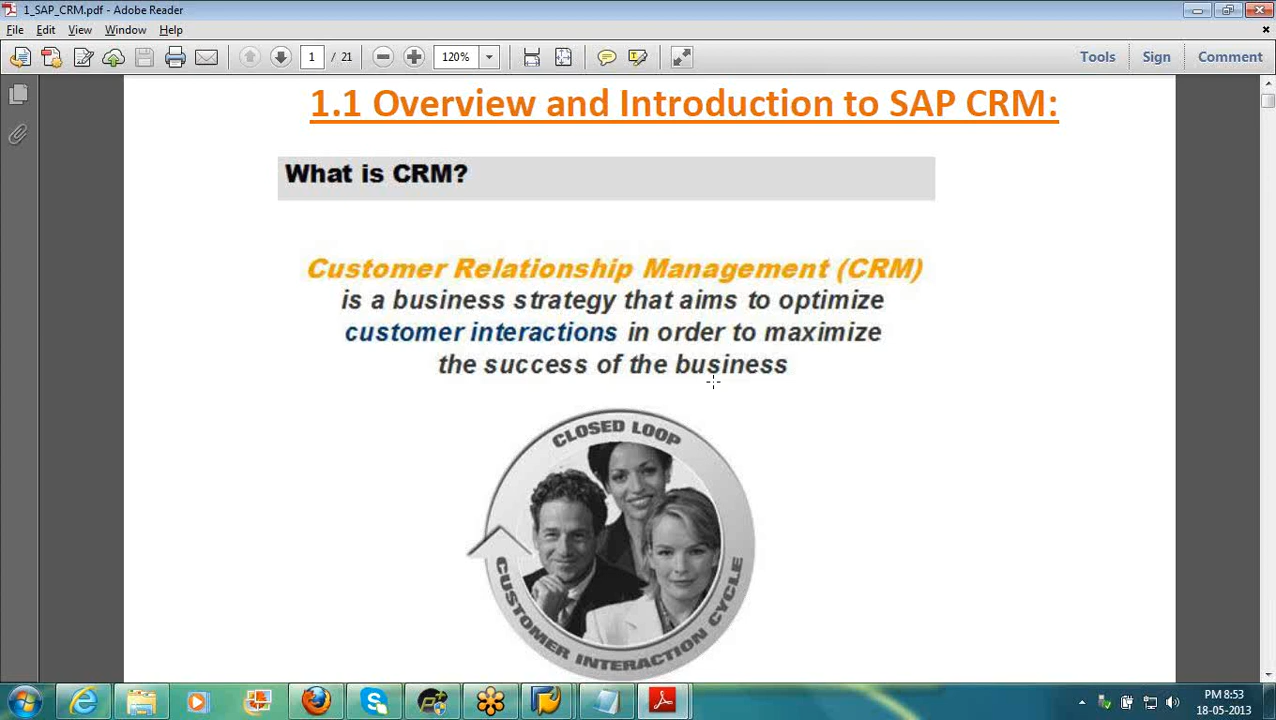 1_SAP_CRM.pdf - Adobe Reader
File Edit View Window Help
1 / 21 120% Tools Sign Comment
1.1 Overview and Introduction to SAP CRM:
What is CRM?
Customer Relationship Management (CRM)
is a business strategy that aims to optimize
customer interactions in order to maximize
the success of the business
CLOSED LOOP
CUSTOMER INTERACTION CYCLE
PM 8:53
18-05-2013